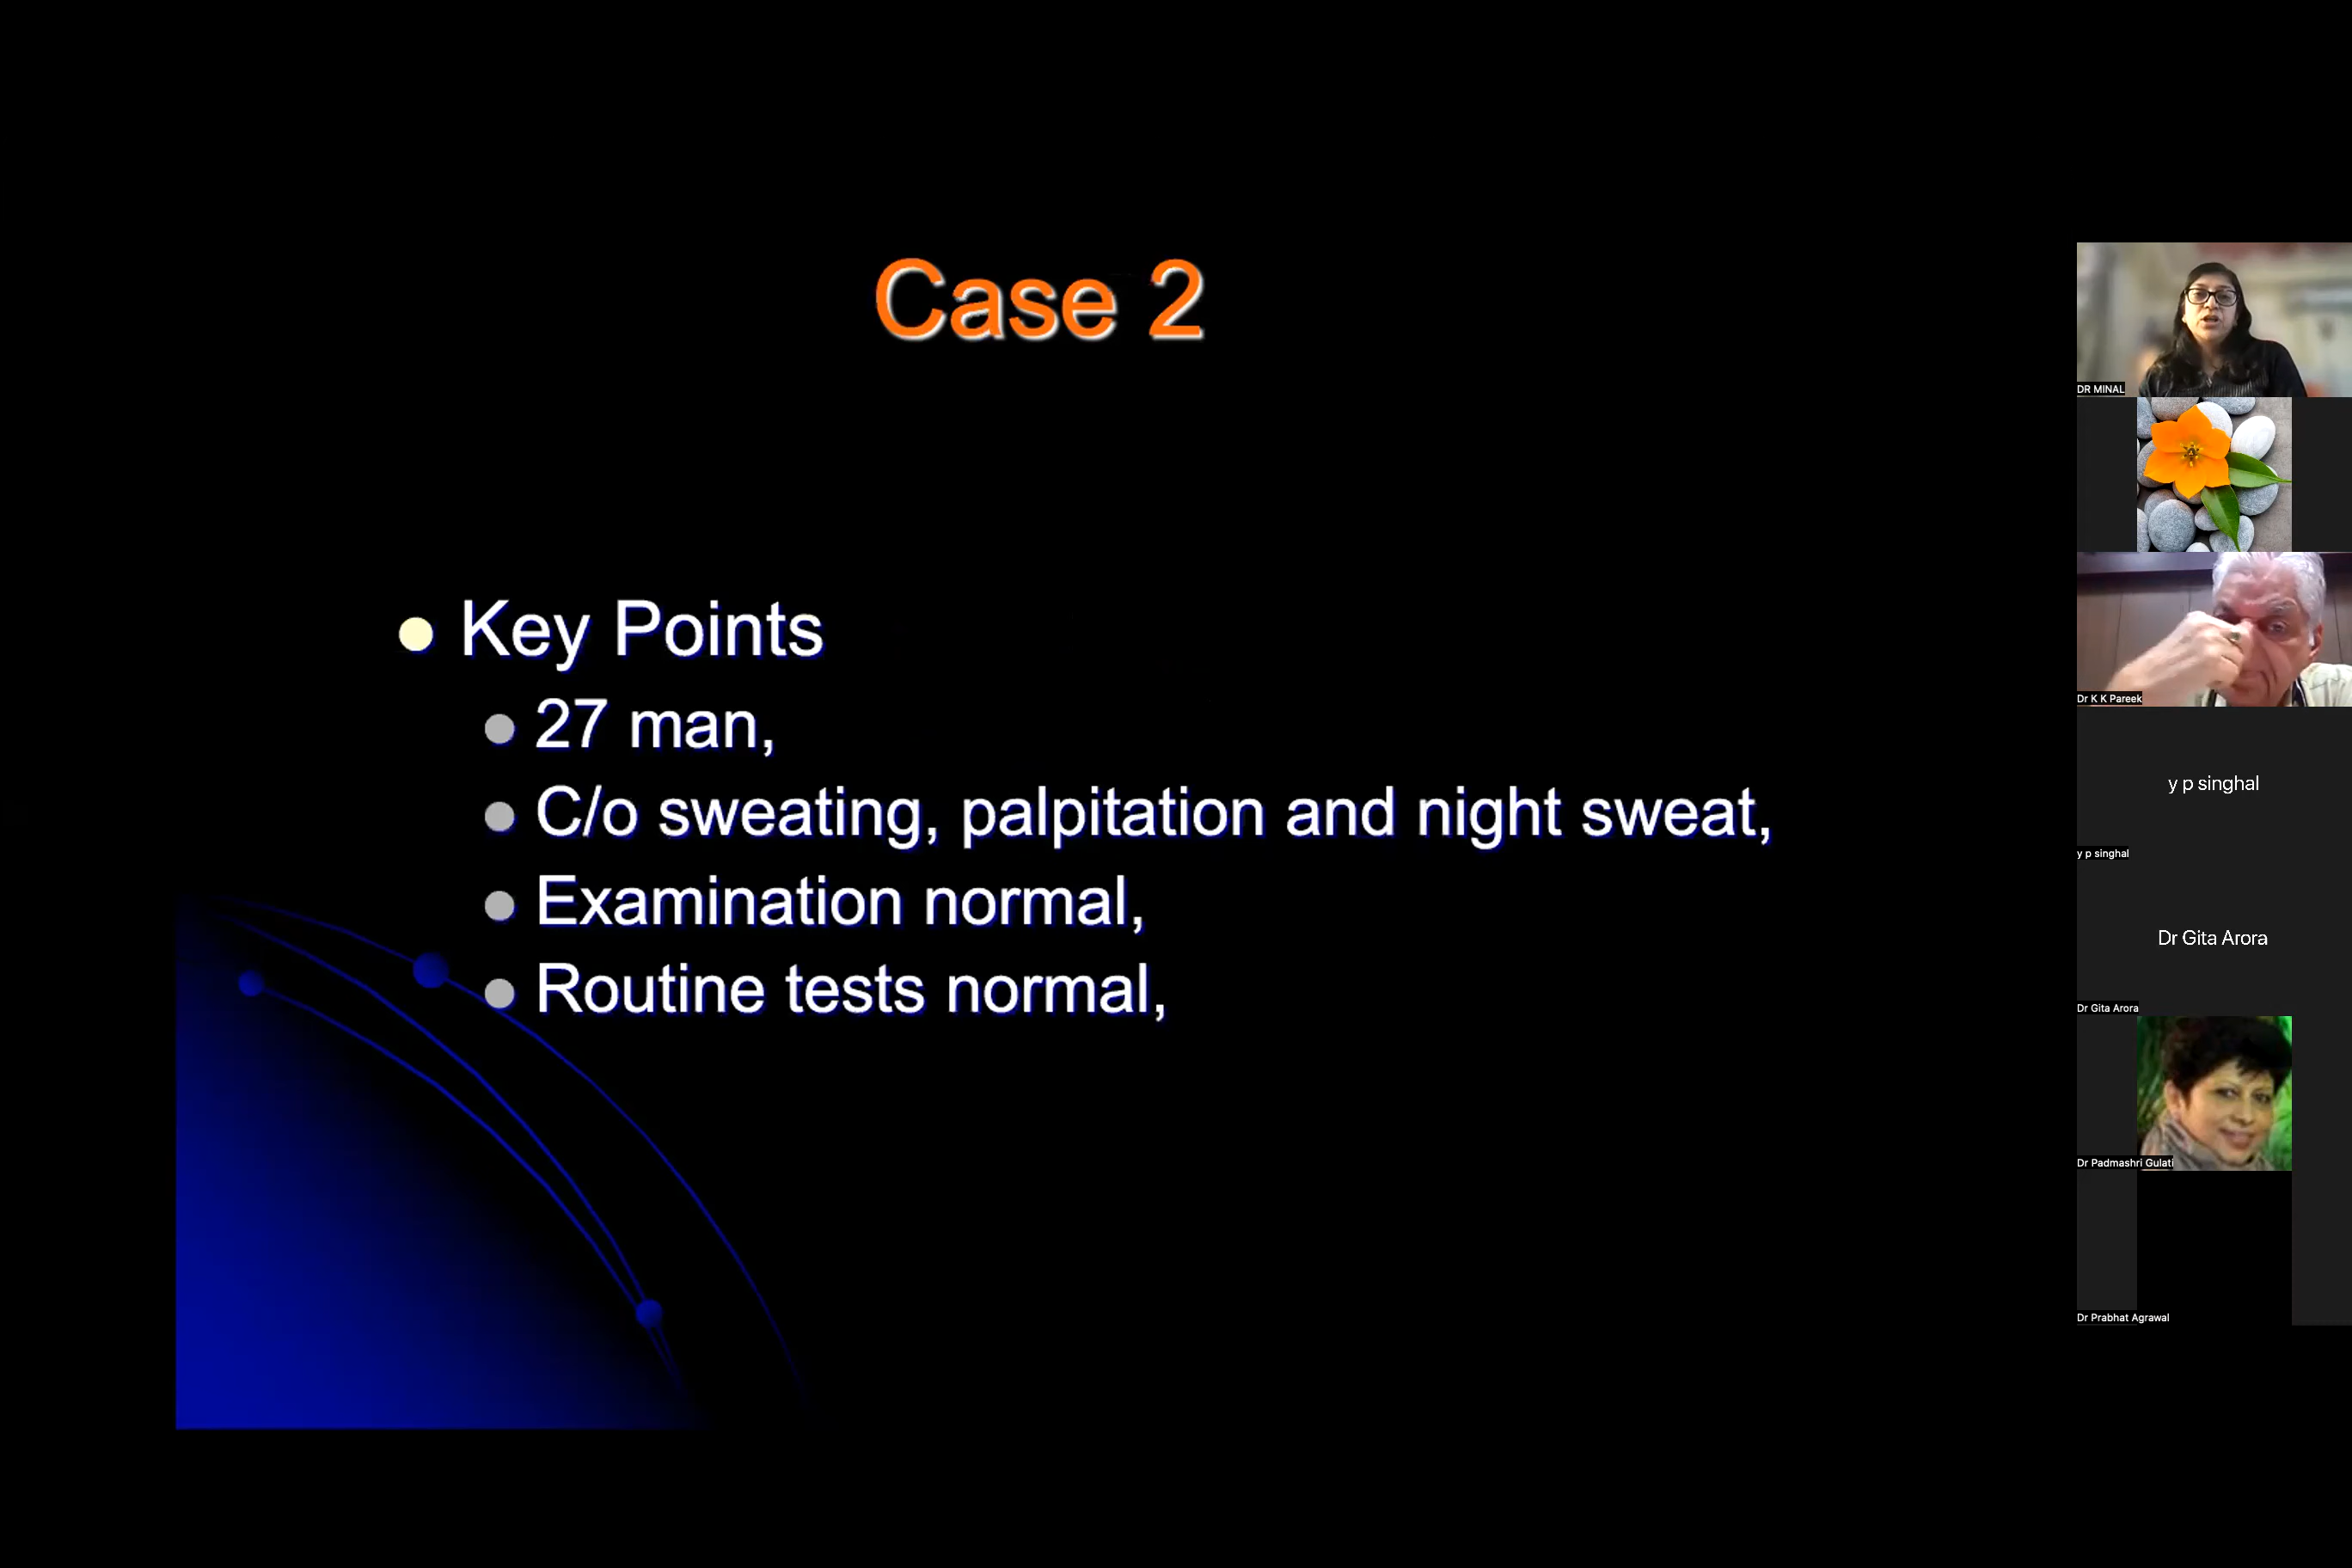 Case 2
Key Points
27 man,
C/o sweating, palpitation and night sweat,
Examination normal,
Routine tests normal,
DR MINAL
Dr K K Pareek
y p singhal
y p singhal
Dr Gita Arora
Dr Gita Arora
Dr Padmashri Gulati
Dr Prabhat Agrawal